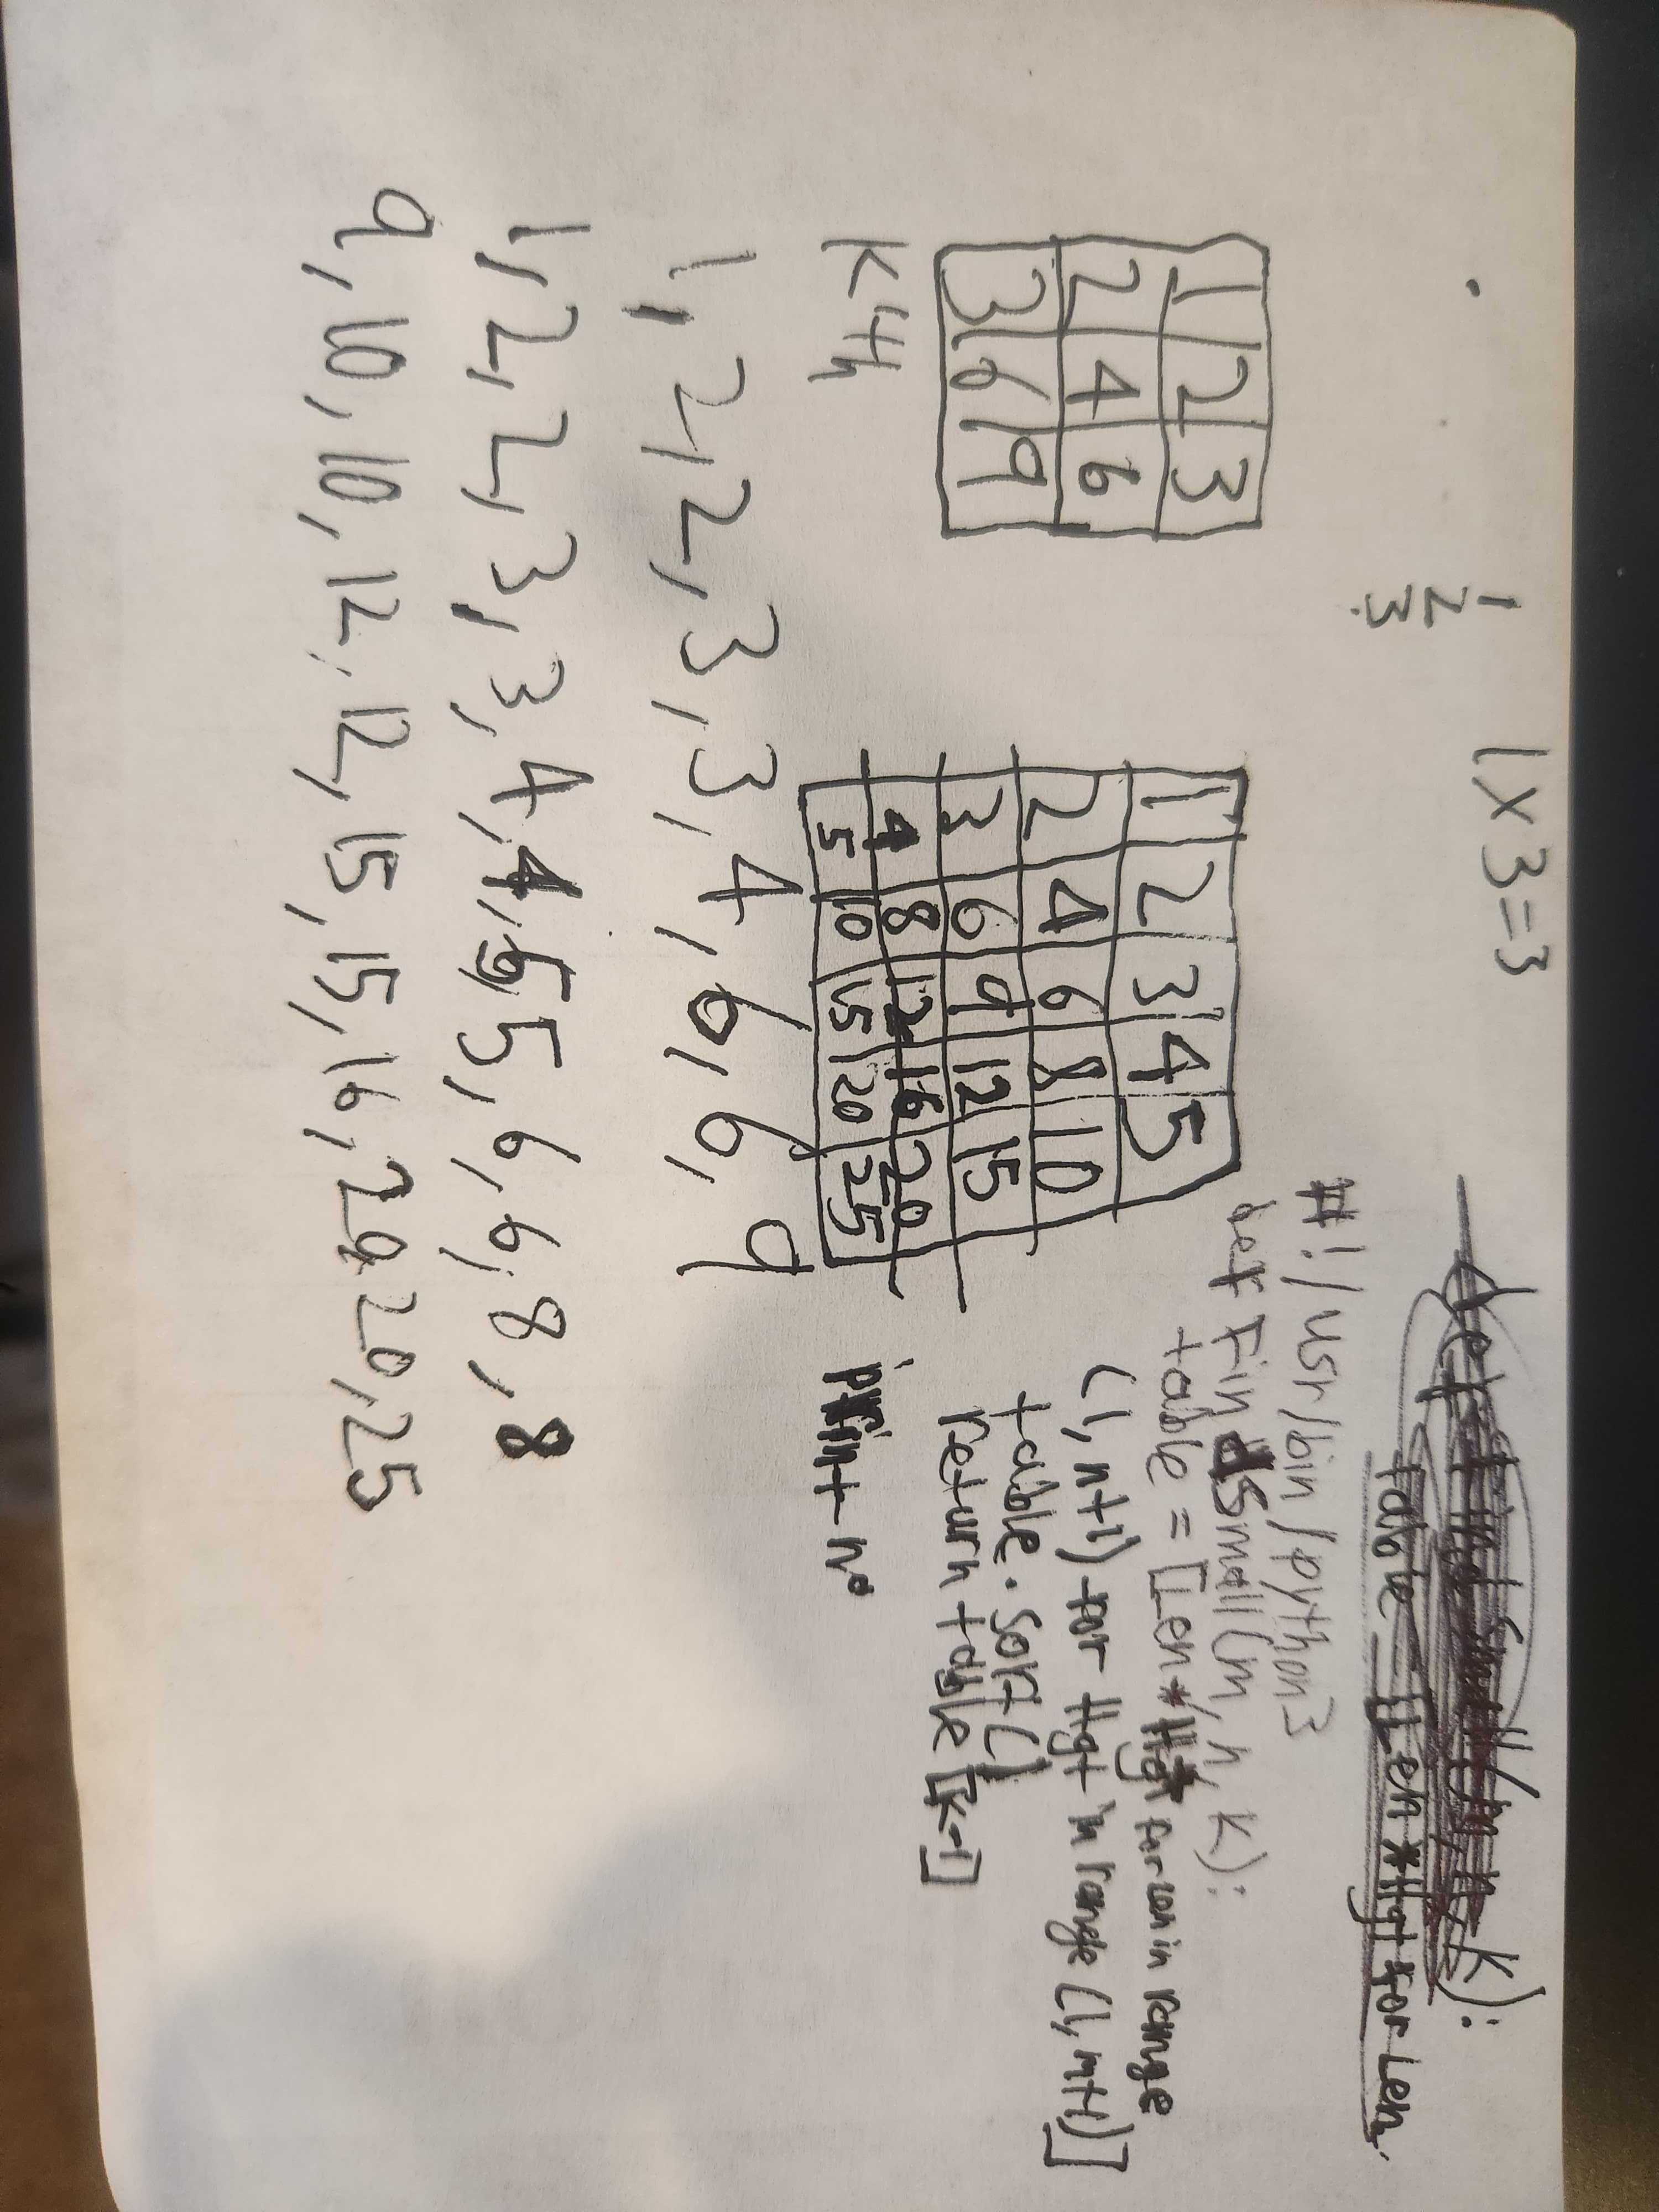 1x3=3
1
2
3
1 2 3
2 4 6
3 6 9
Kth
1 2 3 4 5
2 4 6 8 10
3 6 9 12 15
4 8 12 16 20
5 10 15 20 25
K):
table = [Len * Hgt for Len
#!/usr/bin/python3
def FindSmall(m, n, K):
table = [Len * Hgt for Len in range
(1, n+1) for Hgt in range (1, m+1)]
table.sort()
return table [K-1]
print
1, 2, 2, 3, 3, 4, 6, 6, 9
1, 2, 2, 3, 3, 4, 4, 5, 5, 6, 6, 8, 8
9, 10, 10, 12, 12, 15, 15, 16, 20, 20, 25